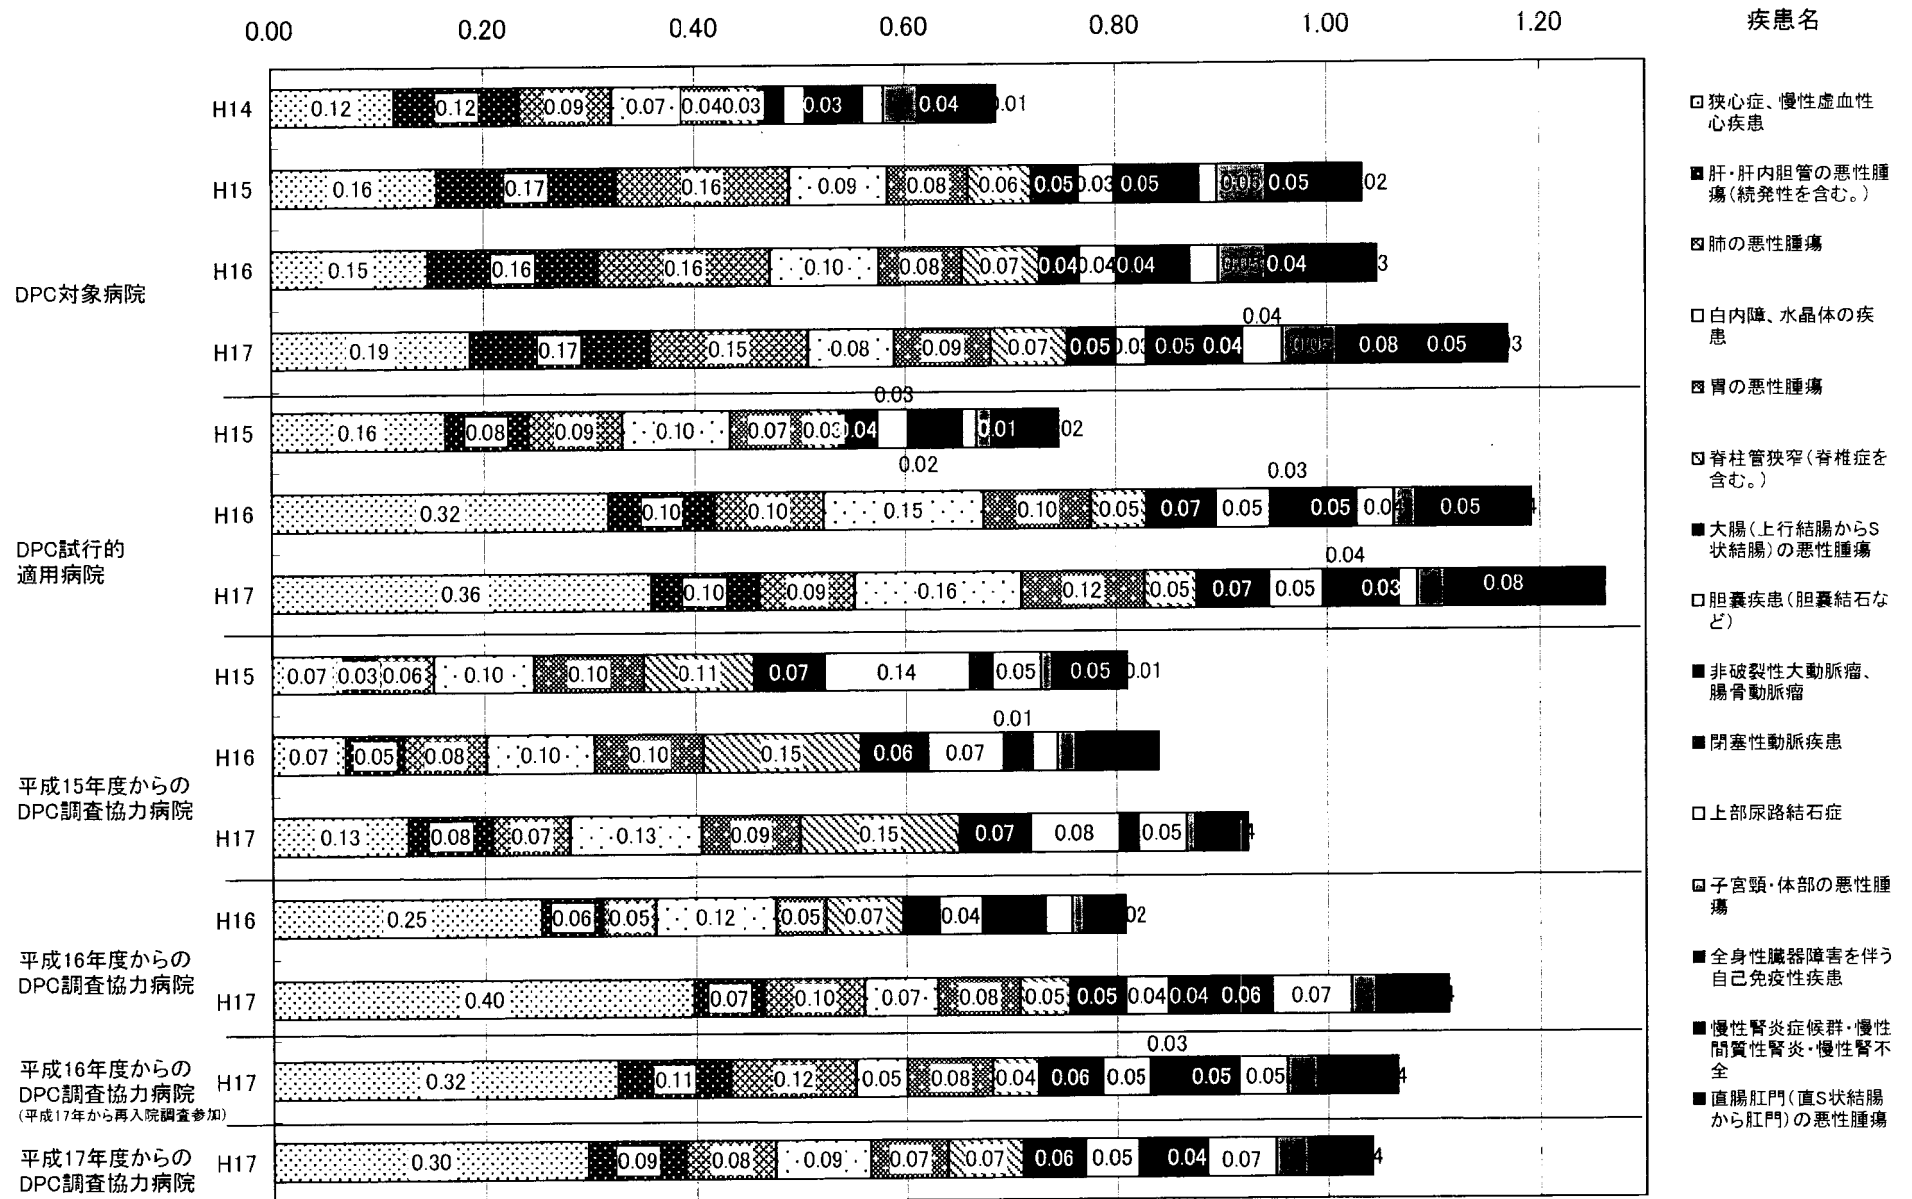 0.00 0.20 0.40 0.60 0.80 1.00 1.20
疾患名
狭心症、慢性虚血性
心疾患
肝・肝内胆管の悪性腫
瘍(続発性を含む。)
肺の悪性腫瘍
白内障、水晶体の疾
患
胃の悪性腫瘍
脊柱管狭窄(脊椎症を
含む。)
大腸(上行結腸からS
状結腸)の悪性腫瘍
胆嚢疾患(胆嚢結石な
ど)
非破裂性大動脈瘤、
腸骨動脈瘤
閉塞性動脈疾患
上部尿路結石症
子宮頸・体部の悪性腫
瘍
全身性臓器障害を伴う
自己免疫性疾患
慢性腎炎症候群・慢性
間質性腎炎・慢性腎不
全
直腸肛門(直S状結腸
から肛門)の悪性腫瘍
DPC対象病院
H14 0.12 0.12 0.09 0.07 0.04 0.03 0.03 0.04 0.01
H15 0.16 0.17 0.16 0.09 0.08 0.06 0.05 0.03 0.05 0.05 02
H16 0.15 0.16 0.16 0.10 0.08 0.07 0.04 0.04 0.04 0.04 3
0.04
H17 0.19 0.17 0.15 0.08 0.09 0.07 0.05 0.05 0.04 0.08 0.05 3
DPC試行的
適用病院
0.03
H15 0.16 0.08 0.09 0.10 0.07 0.03 0.04 0.01 02
0.02 0.03
H16 0.32 0.10 0.10 0.15 0.10 0.05 0.07 0.05 0.05 0.04 0.05
0.04
H17 0.36 0.10 0.09 0.16 0.12 0.05 0.07 0.05 0.03 0.08
平成15年度からの
DPC調査協力病院
H15 0.07 0.03 0.06 0.10 0.10 0.11 0.07 0.14 0.05 0.05 0.01
0.01
H16 0.07 0.05 0.08 0.10 0.10 0.15 0.06 0.07
H17 0.13 0.08 0.07 0.13 0.09 0.15 0.07 0.08 0.05 4
平成16年度からの
DPC調査協力病院
H16 0.25 0.06 0.05 0.12 0.05 0.07 0.04 02
H17 0.40 0.07 0.10 0.07 0.08 0.05 0.05 0.04 0.04 0.06 0.07
平成16年度からの
DPC調査協力病院
(平成17年から再入院調査参加)
0.03
H17 0.32 0.11 0.12 0.05 0.08 0.04 0.06 0.05 0.05 0.05 4
平成17年度からの
DPC調査協力病院
H17 0.30 0.09 0.08 0.09 0.07 0.07 0.06 0.05 0.04 0.07 4